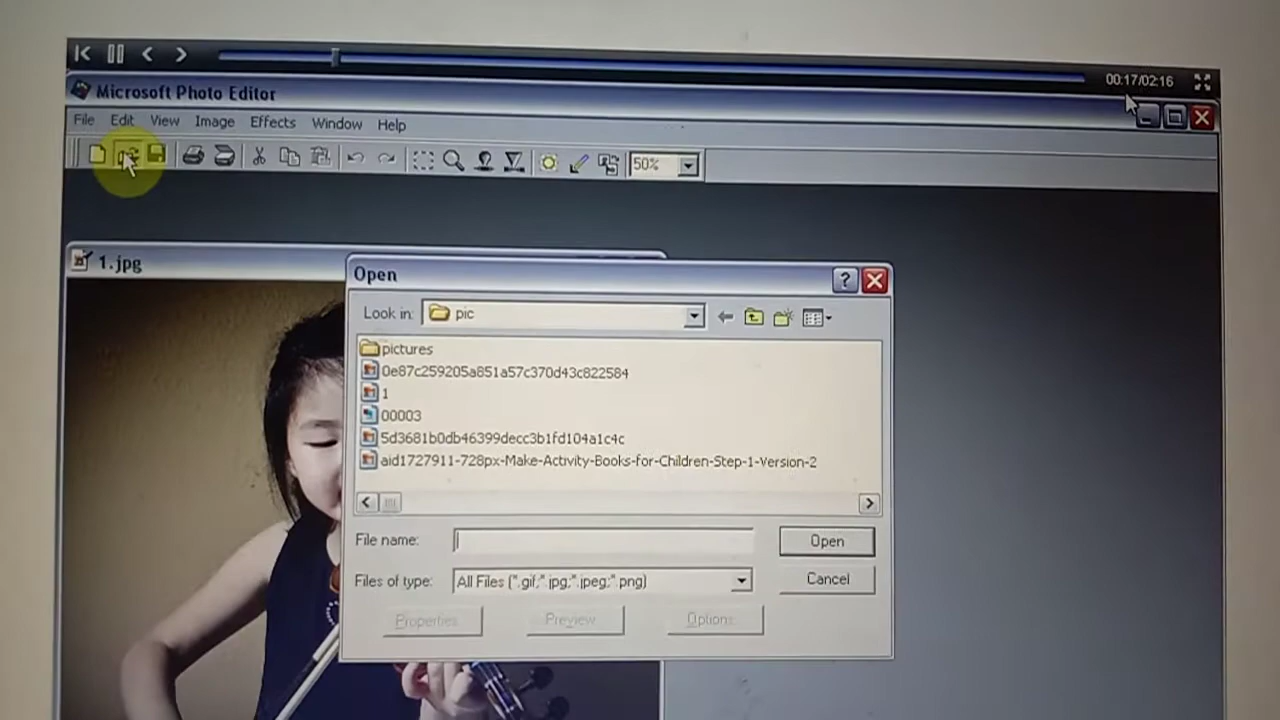 00:17/02:16
Microsoft Photo Editor
File Edit View Image Effects Window Help
50%
1.jpg
Open
Look in: pic
pictures
0e87c259205a851a57c370d43c822584
1
00003
5d3681b0db46399decc3b1fd104a1c4c
aid1727911-728px-Make-Activity-Books-for-Children-Step-1-Version-2
File name: Open
Files of type: All Files (*.gif;*.jpg;*.jpeg;*.png) Cancel
Properties Preview Options